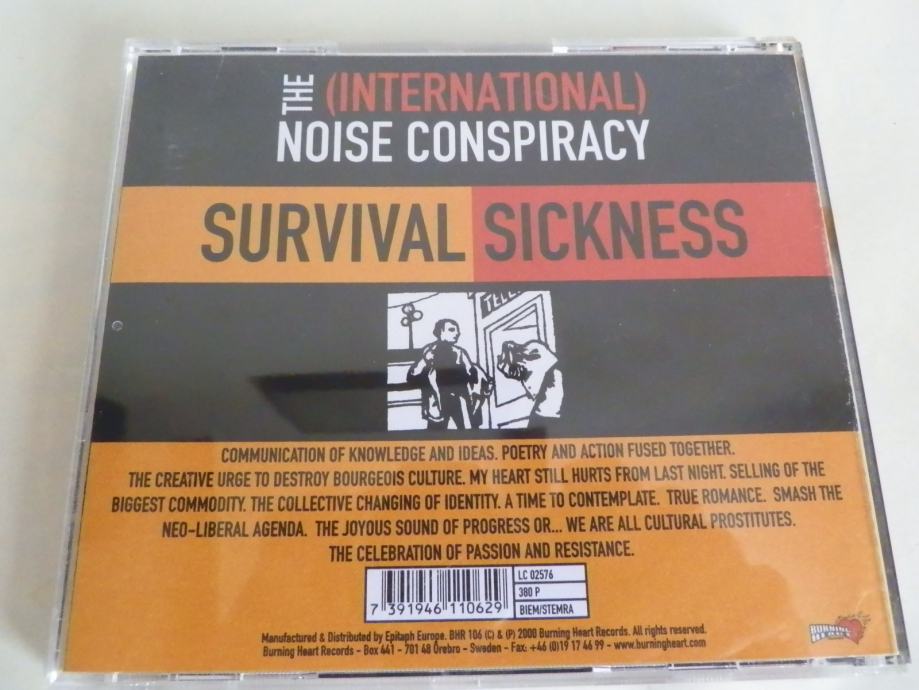 THE (INTERNATIONAL)
NOISE CONSPIRACY
SURVIVAL SICKNESS
TELE
COMMUNICATION OF KNOWLEDGE AND IDEAS. POETRY AND ACTION FUSED TOGETHER.
THE CREATIVE URGE TO DESTROY BOURGEOIS CULTURE. MY HEART STILL HURTS FROM LAST NIGHT. SELLING OF THE
BIGGEST COMMODITY. THE COLLECTIVE CHANGING OF IDENTITY. A TIME TO CONTEMPLATE. TRUE ROMANCE. SMASH THE
NEO-LIBERAL AGENDA. THE JOYOUS SOUND OF PROGRESS OR... WE ARE ALL CULTURAL PROSTITUTES.
THE CELEBRATION OF PASSION AND RESISTANCE.
LC 02576
380 P
BIEM/STEMRA
7 391946 110629
Manufactured & Distributed by Epitaph Europe. BHR 106 (C) & (P) 2000 Burning Heart Records. All rights reserved.
Burning Heart Records - Box 441 - 701 48 Örebro - Sweden - Fax: +46 (0)19 17 46 99 - www.burningheart.com
BURNING
HEART